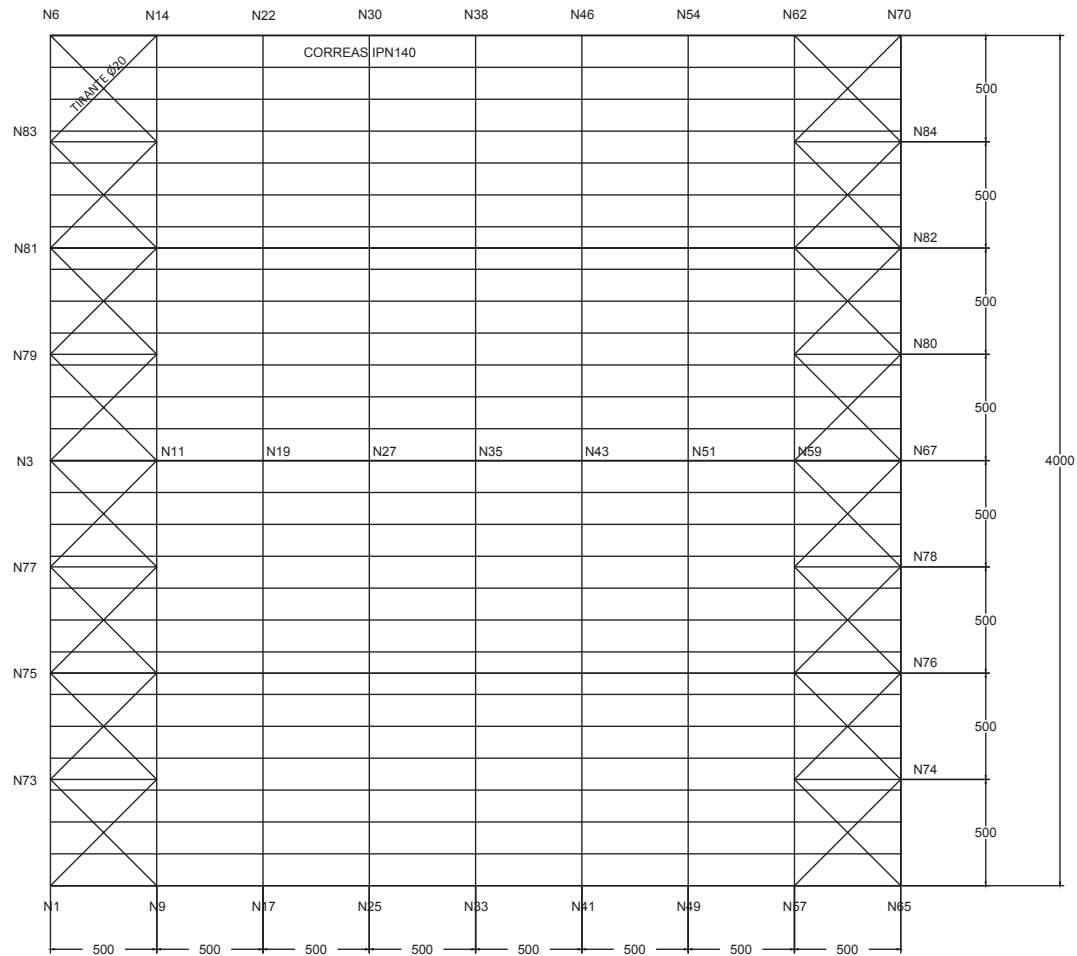 N6 N14 N22 N30 N38 N46 N54 N62 N70
CORREAS IPN140
TIRANTE Ø20
500
N83 N84
500
N81 N82
500
N79 N80
500
N3 N11 N19 N27 N35 N43 N51 N59 N67
4000
500
N77 N78
500
N75 N76
500
N73 N74
500
N1 N9 N17 N25 N33 N41 N49 N57 N65
500 500 500 500 500 500 500 500